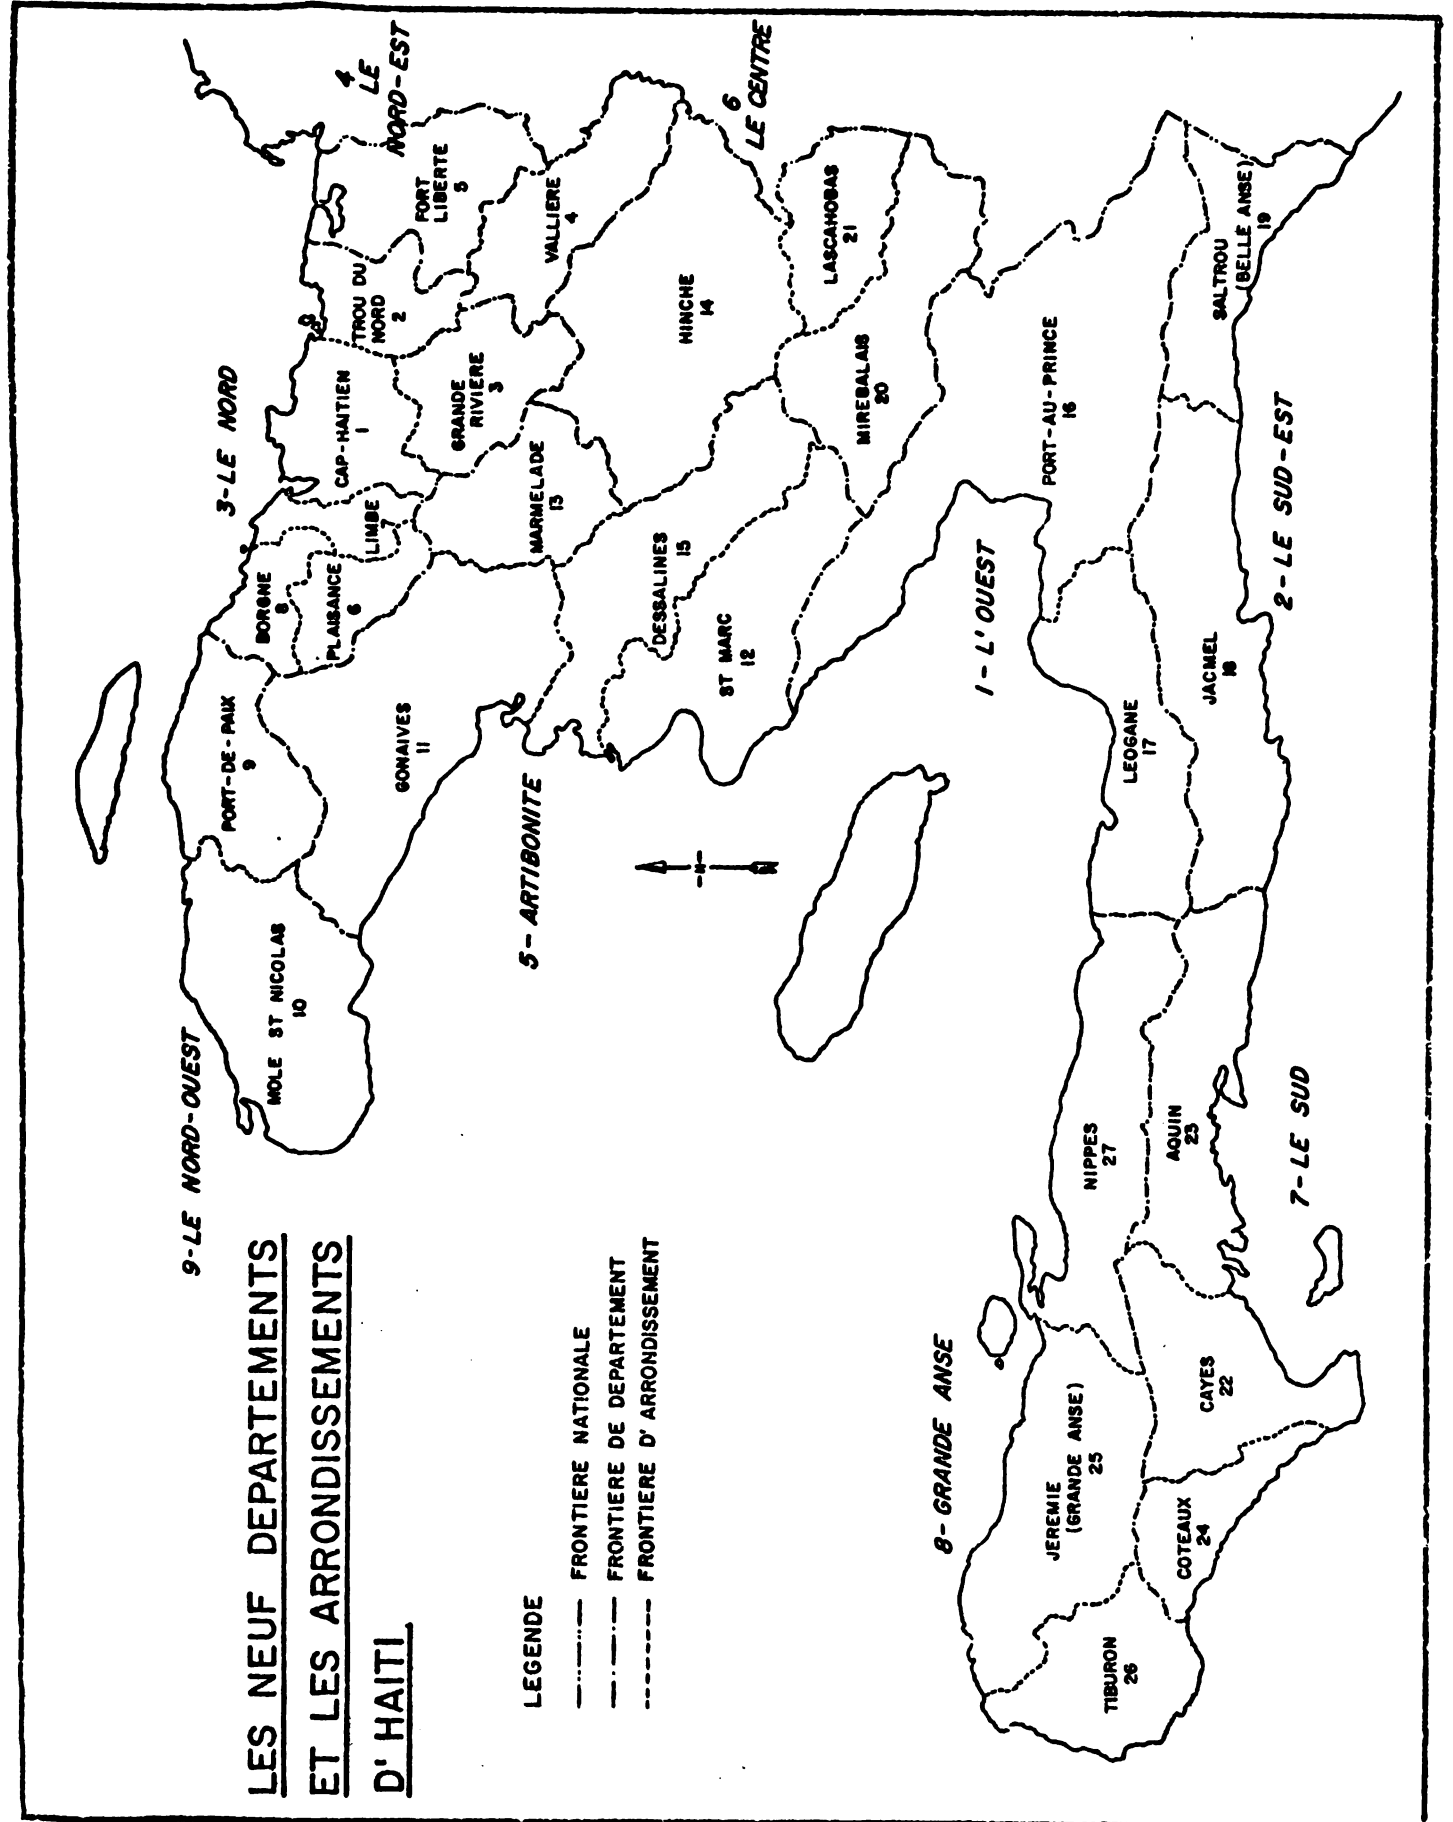 LES NEUF DEPARTEMENTS
ET LES ARRONDISSEMENTS
D'HAITI
LEGENDE
FRONTIERE NATIONALE
FRONTIERE DE DEPARTEMENT
FRONTIERE D'ARRONDISSEMENT
9-LE NORD-OUEST
MOLE ST NICOLAS
10
PORT-DE-PAIX
9
3-LE NORD
BORGNE
8
PLAISANCE
6
LIMBE
7
CAP-HAITIEN
1
GRANDE
RIVIERE
3
TROU DU
NORD
2
4
LE
NORD-EST
FORT
LIBERTE
5
VALLIERE
4
5-ARTIBONITE
GONAIVES
11
MARMELADE
13
DESSALINES
15
ST MARC
12
6
LE CENTRE
HINCHE
14
LASCAHOBAS
21
MIREBALAIS
20
-N-
1-L'OUEST
PORT-AU-PRINCE
16
LEOGANE
17
2-LE SUD-EST
JACMEL
18
SALTROU
(BELLE ANSE)
19
8-GRANDE ANSE
JEREMIE
(GRANDE ANSE)
25
TIBURON
26
NIPPES
27
7-LE SUD
AQUIN
23
CAYES
22
COTEAUX
24